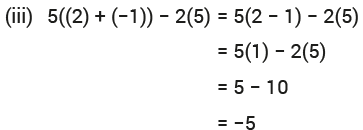 (iii) 5((2) + (−1)) − 2(5) = 5(2 − 1) − 2(5)
= 5(1) − 2(5)
= 5 − 10
= −5